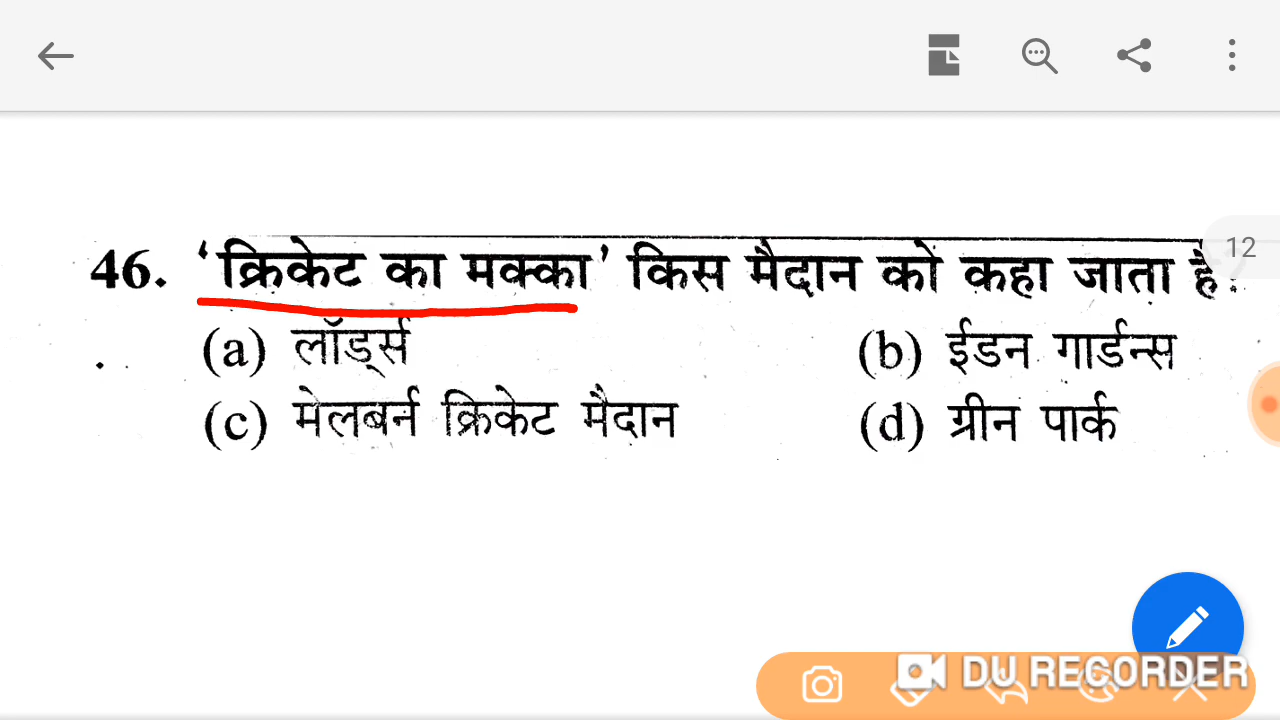 12
46. 'क्रिकेट का मक्का' किस मैदान को कहा जाता है?
(a) लॉर्ड्स (b) ईडन गार्डन्स
(c) मेलबर्न क्रिकेट मैदान (d) ग्रीन पार्क
DU RECORDER